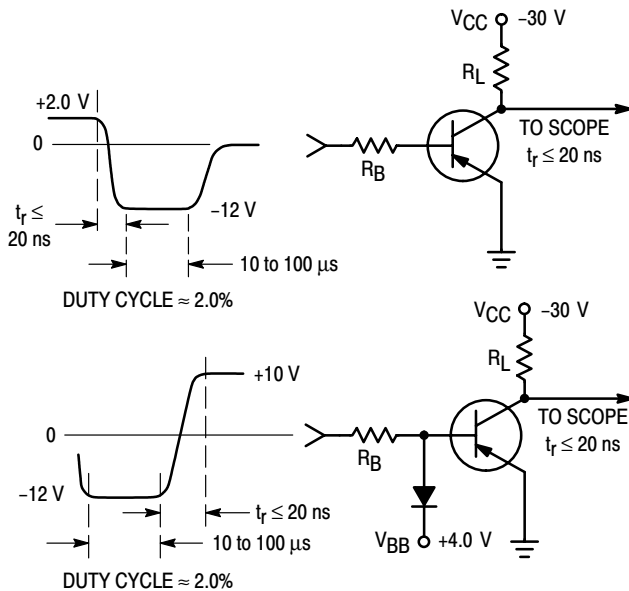 V_CC −30 V
R_L
+2.0 V
0
TO SCOPE
t_r ≤ 20 ns
R_B
−12 V
t_r ≤
20 ns
10 to 100 μs
DUTY CYCLE ≈ 2.0%
V_CC −30 V
R_L
+10 V
0
TO SCOPE
t_r ≤ 20 ns
R_B
−12 V
t_r ≤ 20 ns
10 to 100 μs
V_BB +4.0 V
DUTY CYCLE ≈ 2.0%